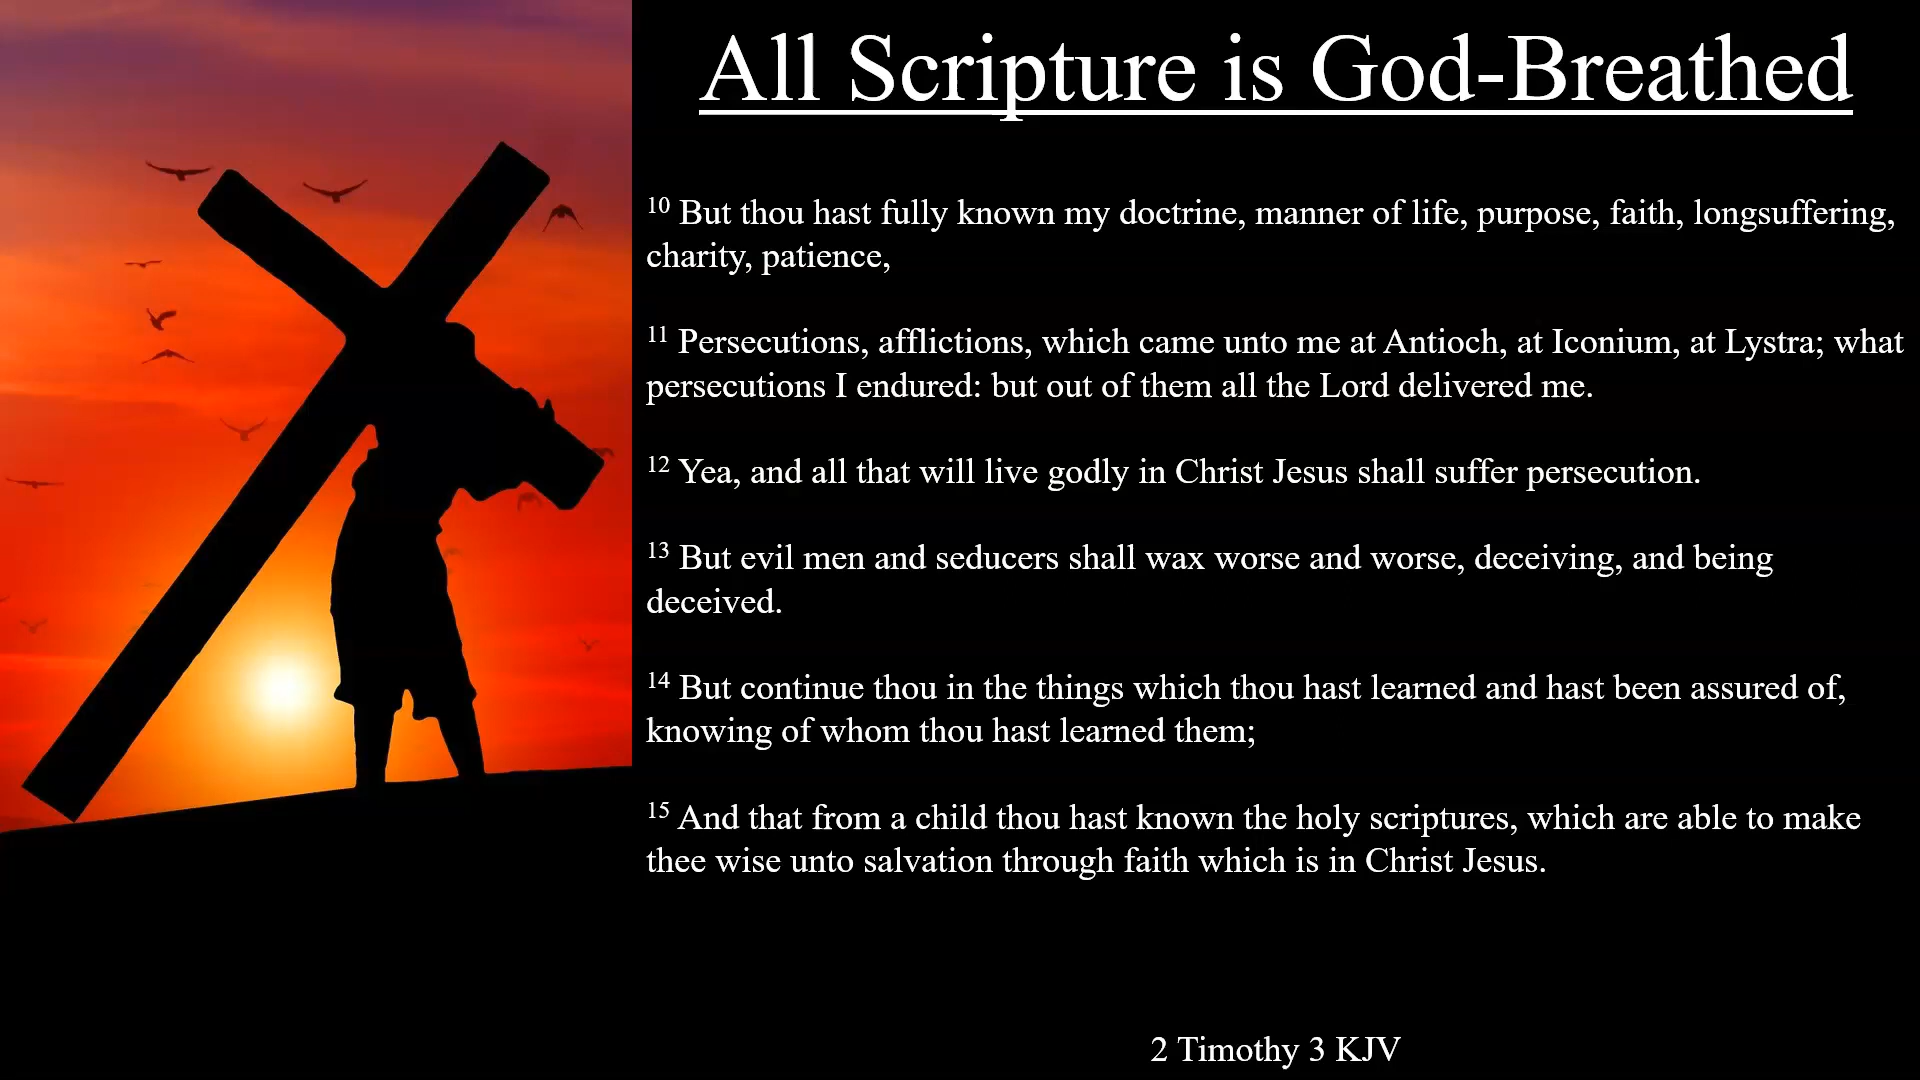 All Scripture is God-Breathed
10 But thou hast fully known my doctrine, manner of life, purpose, faith, longsuffering,
charity, patience,
11 Persecutions, afflictions, which came unto me at Antioch, at Iconium, at Lystra; what
persecutions I endured: but out of them all the Lord delivered me.
12 Yea, and all that will live godly in Christ Jesus shall suffer persecution.
13 But evil men and seducers shall wax worse and worse, deceiving, and being
deceived.
14 But continue thou in the things which thou hast learned and hast been assured of,
knowing of whom thou hast learned them;
15 And that from a child thou hast known the holy scriptures, which are able to make
thee wise unto salvation through faith which is in Christ Jesus.
2 Timothy 3 KJV